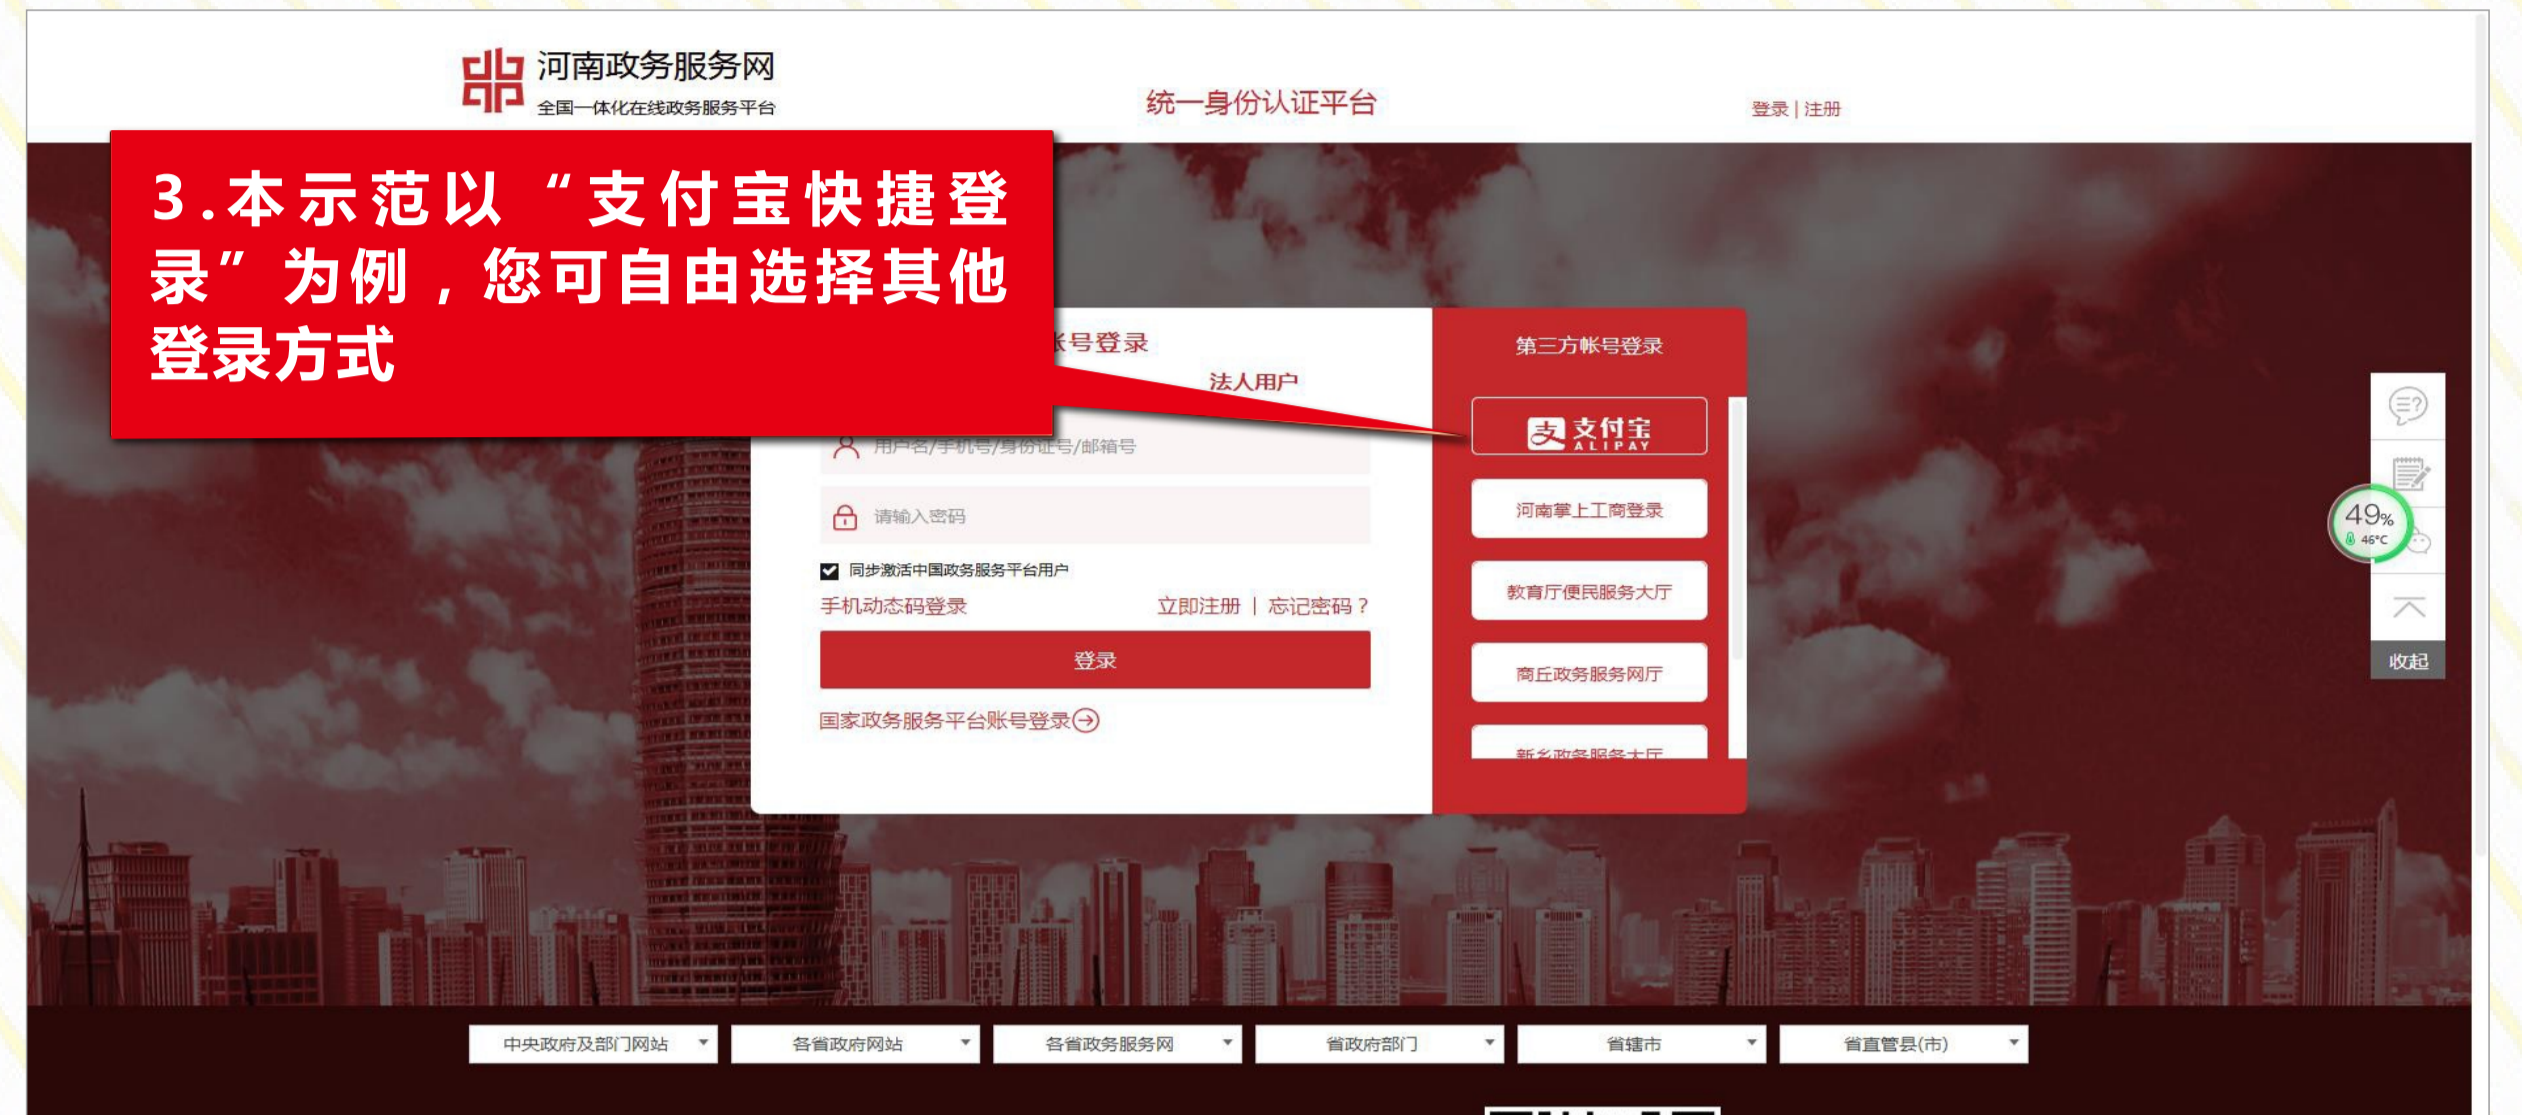 河南政务服务网
全国一体化在线政务服务平台
统一身份认证平台
登录 | 注册
3.本示范以“支付宝快捷登
录”为例，您可自由选择其他
登录方式
号登录
法人用户
用户名/手机号/身份证号/邮箱号
请输入密码
同步激活中国政务服务平台用户
手机动态码登录
立即注册 | 忘记密码？
登录
国家政务服务平台账号登录
第三方帐号登录
支 支付宝
ALIPAY
河南掌上工商登录
教育厅便民服务大厅
商丘政务服务网厅
新乡政务服务大厅
49%
46°C
收起
中央政府及部门网站
各省政府网站
各省政务服务网
省政府部门
省辖市
省直管县(市)